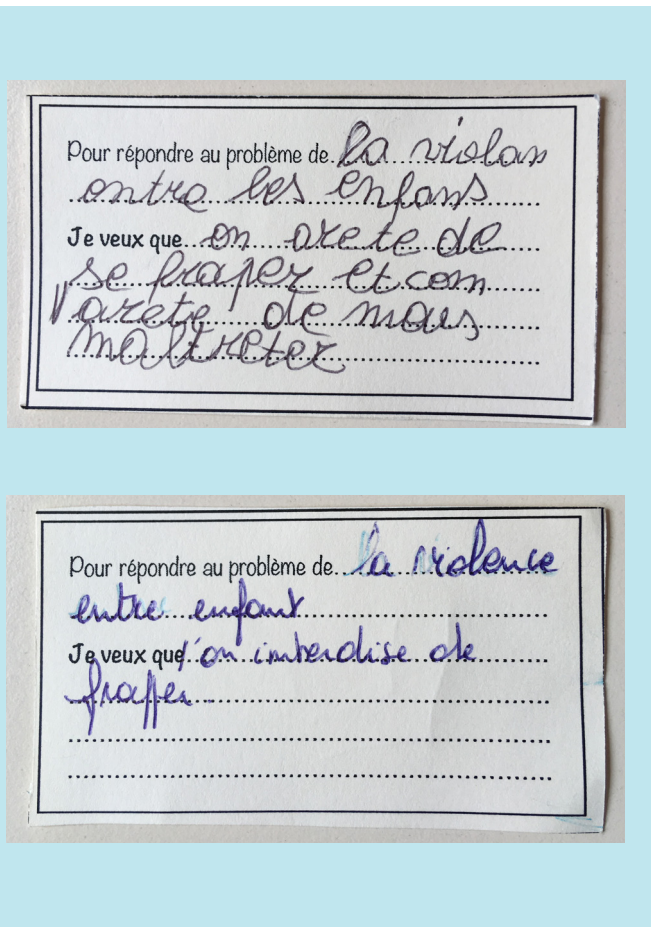 Pour répondre au problème de la violans
entre les enfans
Je veux que on arete de
se fraper et com
arete de nous
maltreter
Pour répondre au problème de la violence
entre enfant
Je veux que l'on interdise de
frapper